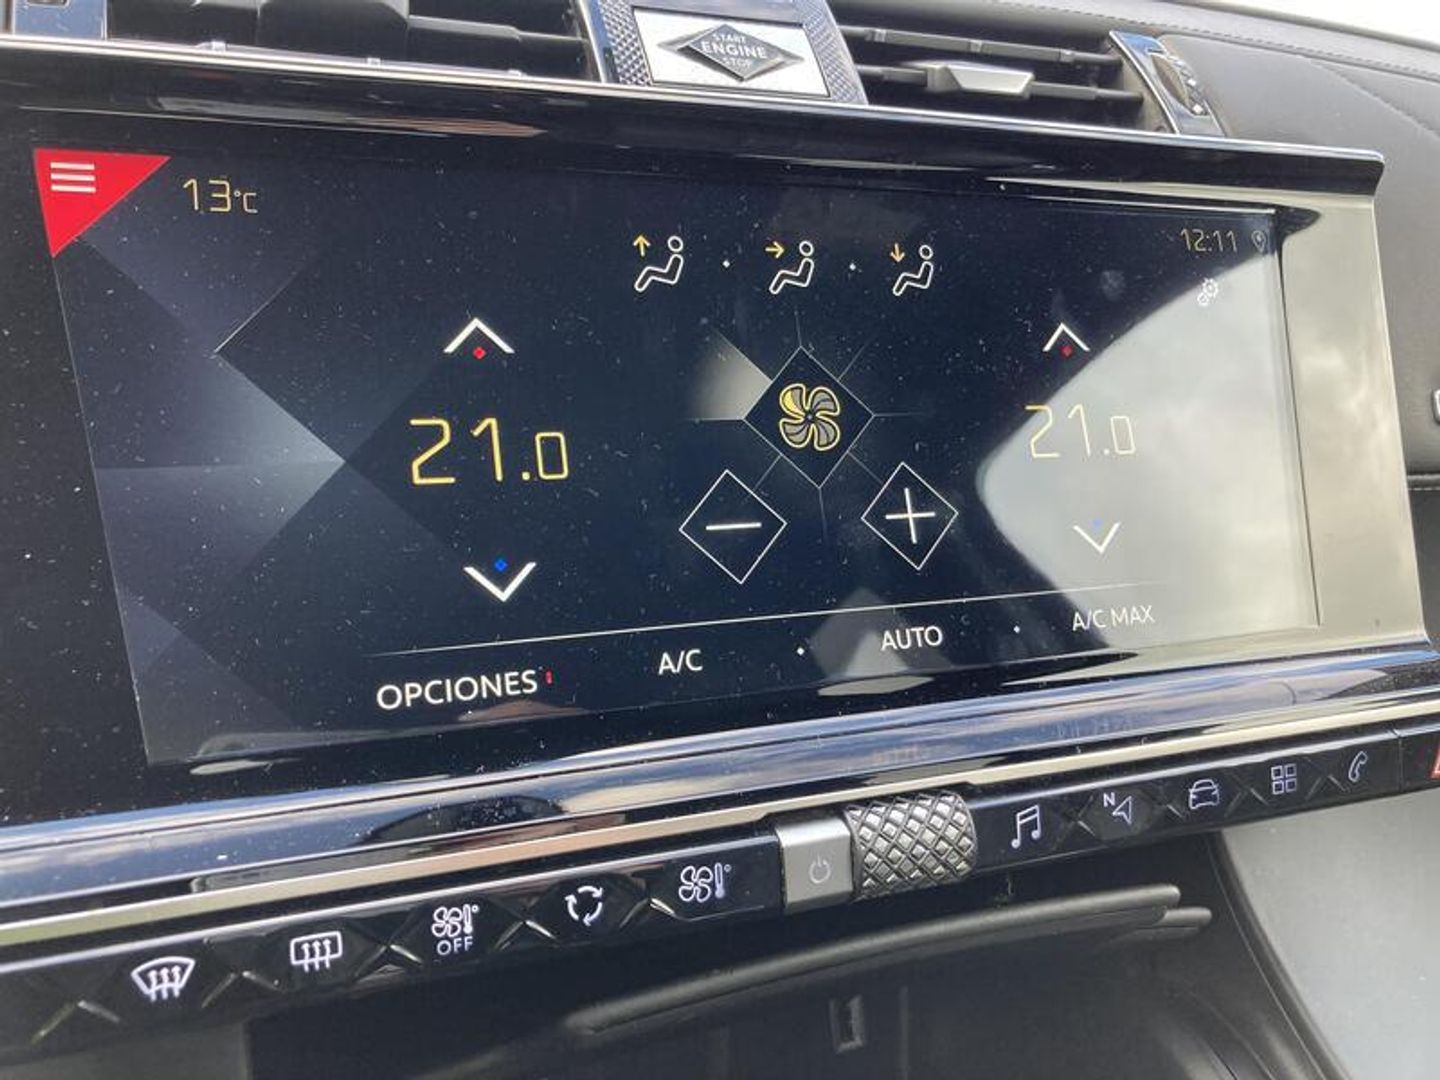 START
ENGINE
STOP
13°C
12:11
21.0
21.0
OPCIONES
A/C
AUTO
A/C MAX
OFF
N